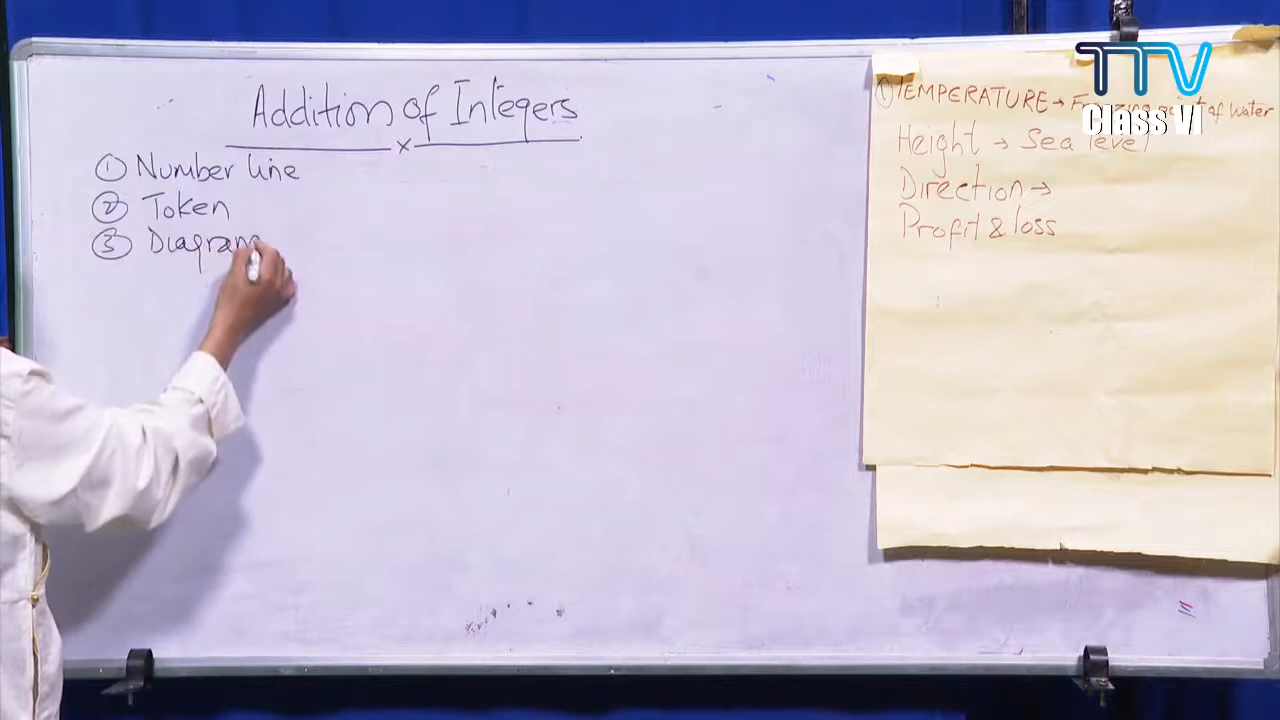 Addition of Integers
x
① Number line
② Token
③ Diagram
① TEMPERATURE → Freezing point of water
Height → Sea level
Direction →
Profit & loss
TTV
Class VI